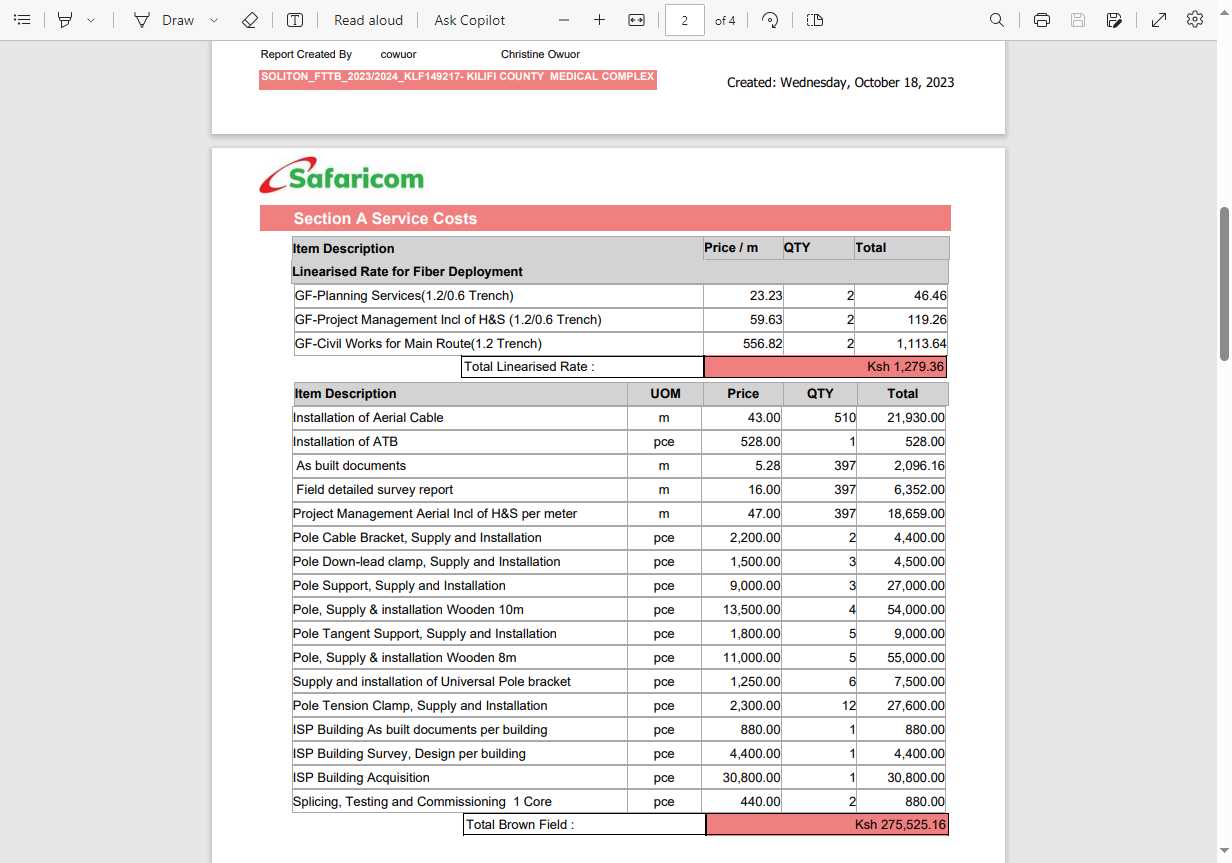 Draw Read aloud Ask Copilot 2 of 4
Report Created By cowuor Christine Owuor
SOLITON_FTTB_2023/2024_KLF149217- KILIFI COUNTY MEDICAL COMPLEX
Created: Wednesday, October 18, 2023
Safaricom
Section A Service Costs
Item Description Price / m QTY Total
Linearised Rate for Fiber Deployment
GF-Planning Services(1.2/0.6 Trench) 23.23 2 46.46
GF-Project Management Incl of H&S (1.2/0.6 Trench) 59.63 2 119.26
GF-Civil Works for Main Route(1.2 Trench) 556.82 2 1,113.64
Total Linearised Rate : Ksh 1,279.36
Item Description UOM Price QTY Total
Installation of Aerial Cable m 43.00 510 21,930.00
Installation of ATB pce 528.00 1 528.00
As built documents m 5.28 397 2,096.16
Field detailed survey report m 16.00 397 6,352.00
Project Management Aerial Incl of H&S per meter m 47.00 397 18,659.00
Pole Cable Bracket, Supply and Installation pce 2,200.00 2 4,400.00
Pole Down-lead clamp, Supply and Installation pce 1,500.00 3 4,500.00
Pole Support, Supply and Installation pce 9,000.00 3 27,000.00
Pole, Supply & installation Wooden 10m pce 13,500.00 4 54,000.00
Pole Tangent Support, Supply and Installation pce 1,800.00 5 9,000.00
Pole, Supply & installation Wooden 8m pce 11,000.00 5 55,000.00
Supply and installation of Universal Pole bracket pce 1,250.00 6 7,500.00
Pole Tension Clamp, Supply and Installation pce 2,300.00 12 27,600.00
ISP Building As built documents per building pce 880.00 1 880.00
ISP Building Survey, Design per building pce 4,400.00 1 4,400.00
ISP Building Acquisition pce 30,800.00 1 30,800.00
Splicing, Testing and Commissioning 1 Core pce 440.00 2 880.00
Total Brown Field : Ksh 275,525.16